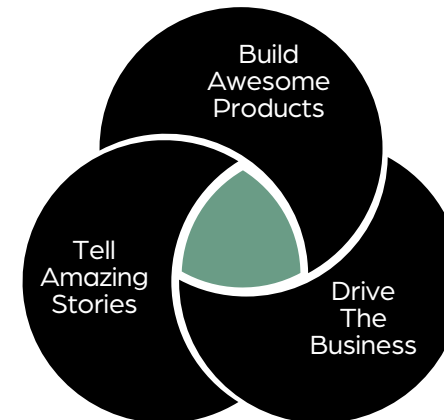 Build
Awesome
Products
Tell
Amazing
Stories
Drive
The
Business